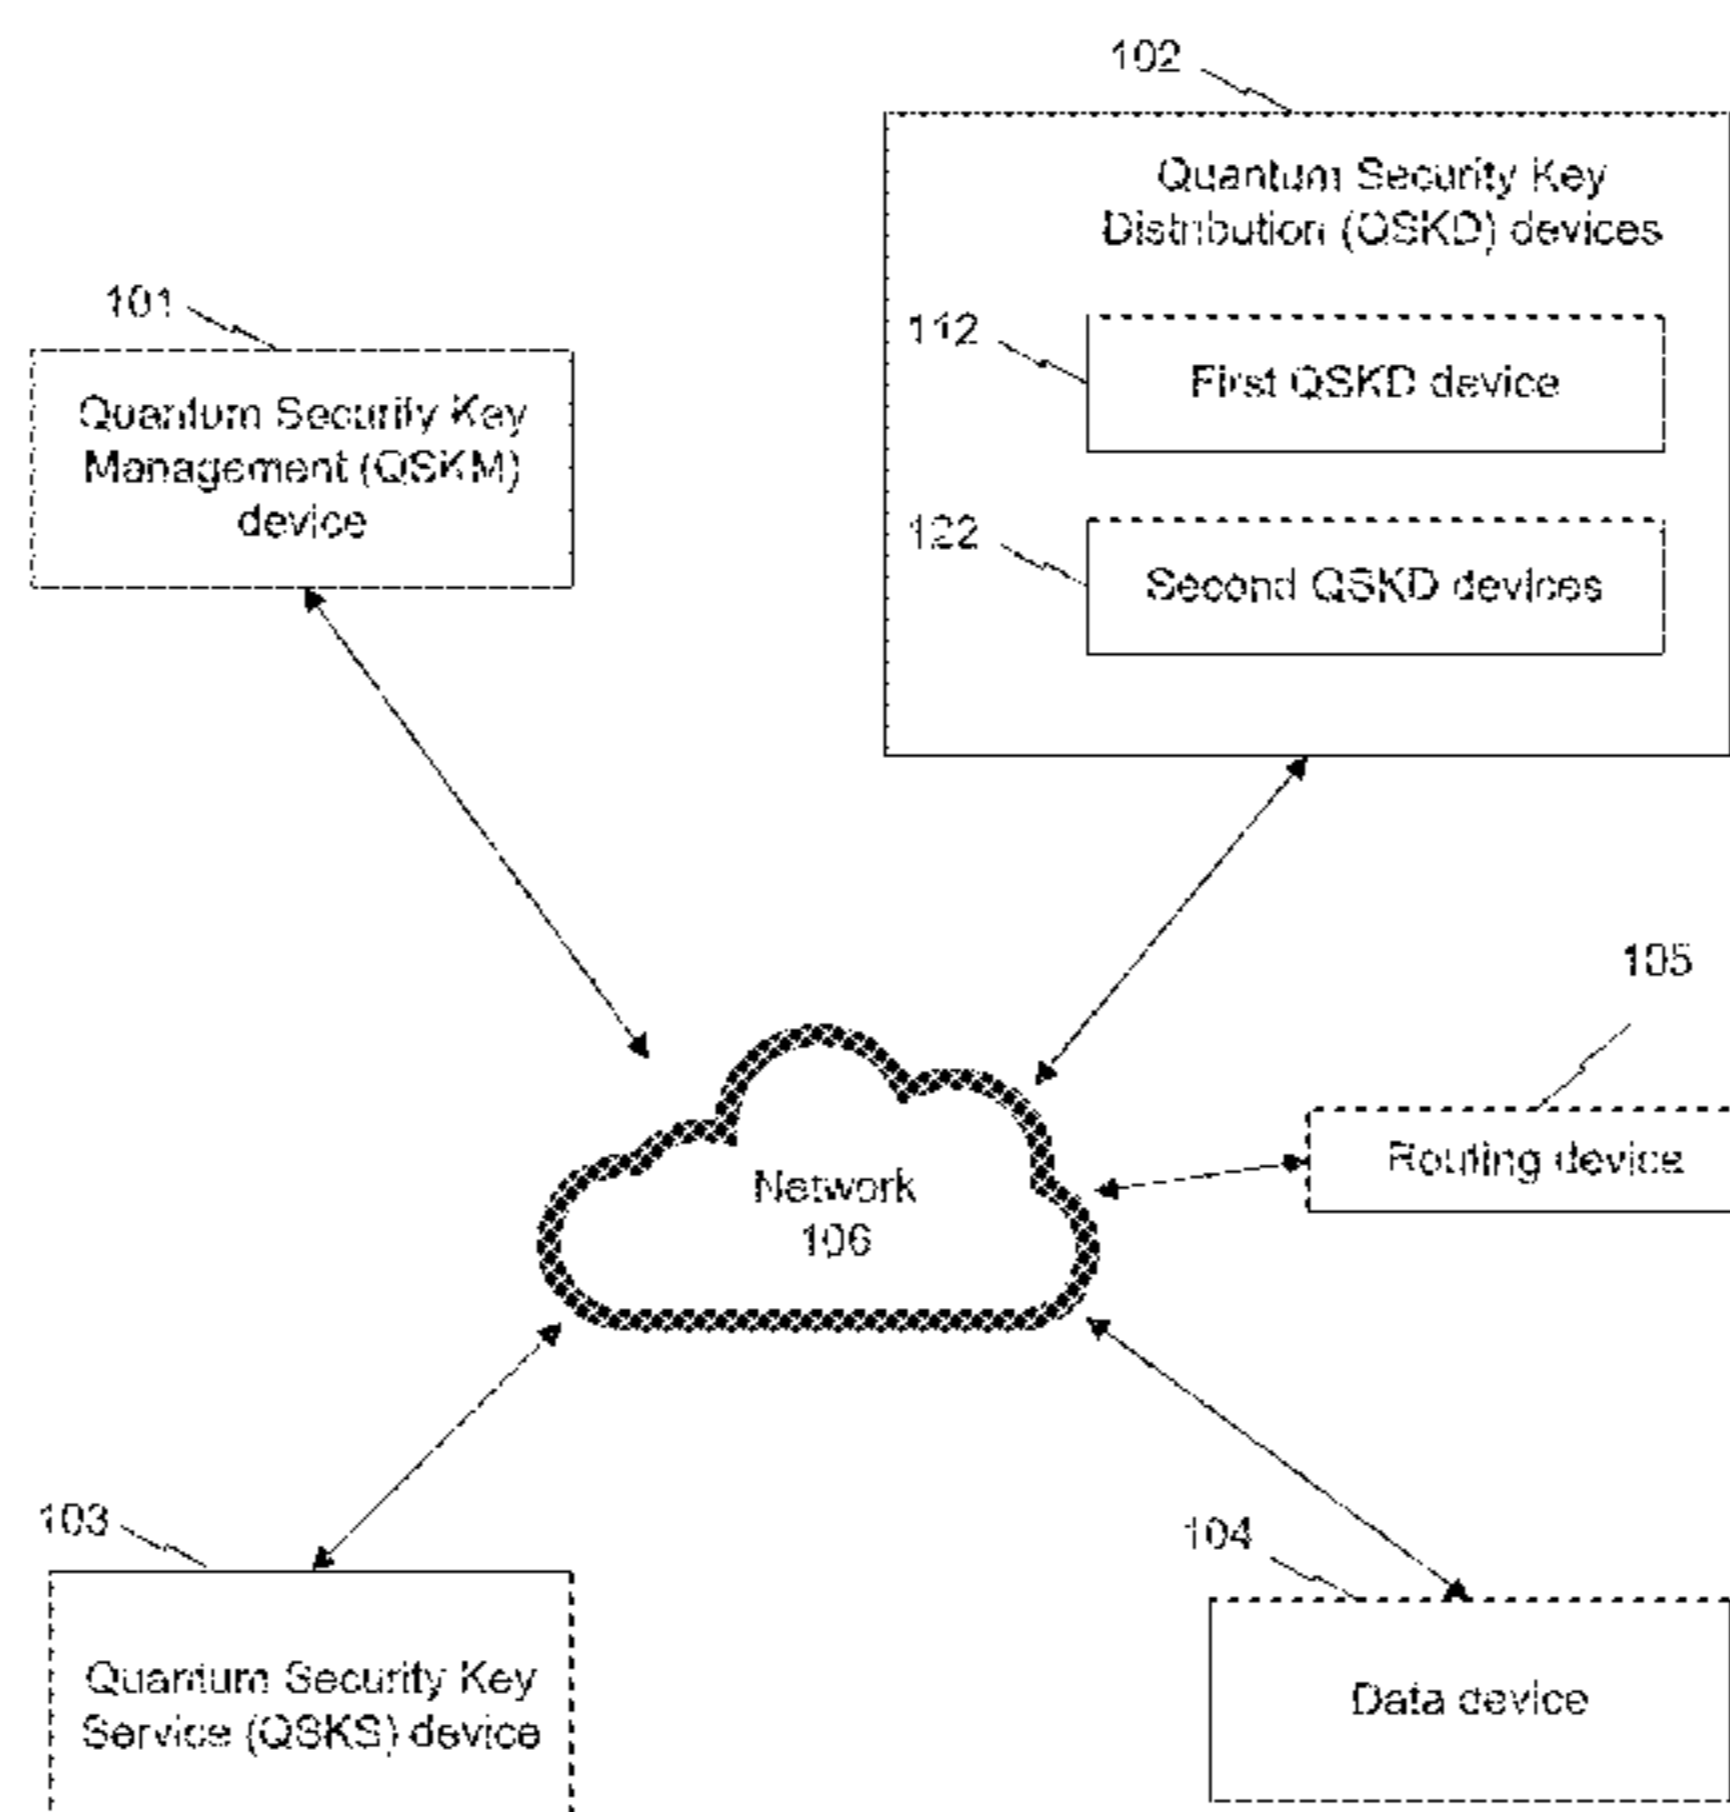 102
Quantum Security Key
Distribution (QSKD) devices
101
112
First QSKD device
Quantum Security Key
Management (QSKM)
device
122
Second QSKD devices
105
Routing device
Network
106
103
104
Quantum Security Key
Service (QSKS) device
Data device